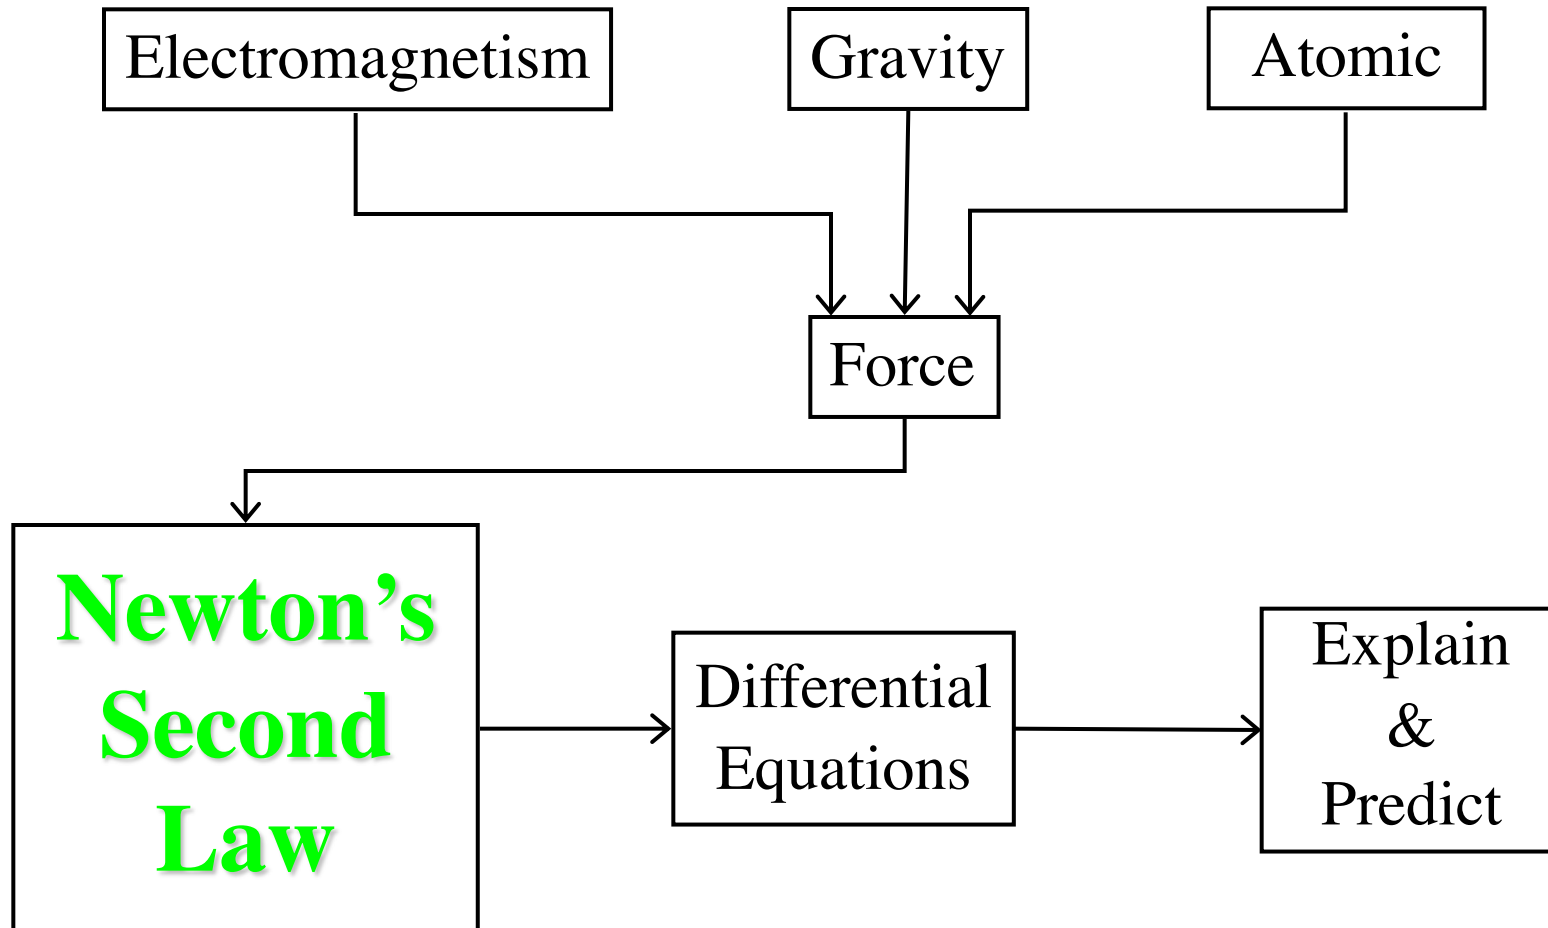 Electromagnetism
Gravity
Atomic
Force
Newton’s
Second
Law
Differential
Equations
Explain
&
Predict